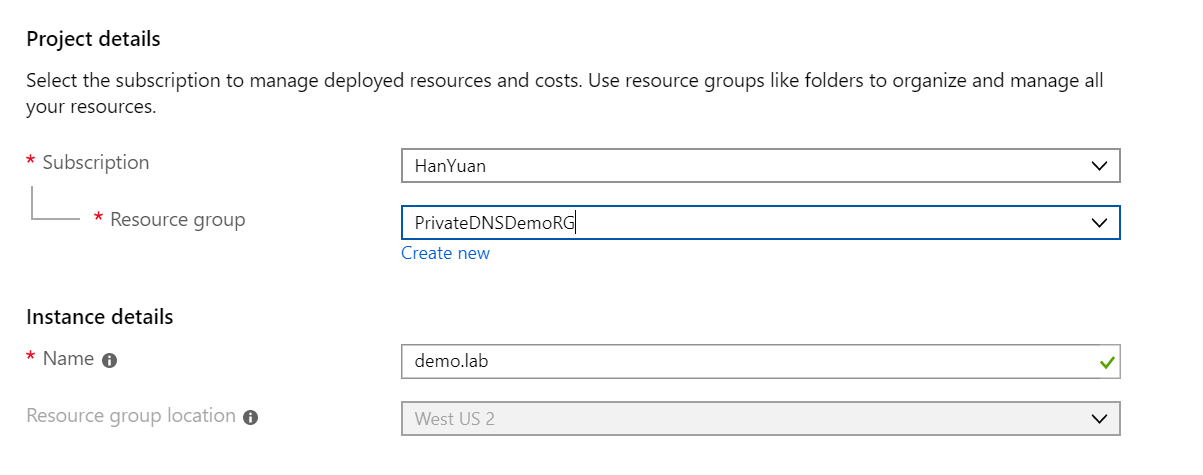 Project details
Select the subscription to manage deployed resources and costs. Use resource groups like folders to organize and manage all
your resources.
* Subscription
HanYuan
* Resource group
PrivateDNSDemoRG
Create new
Instance details
* Name
demo.lab
Resource group location
West US 2